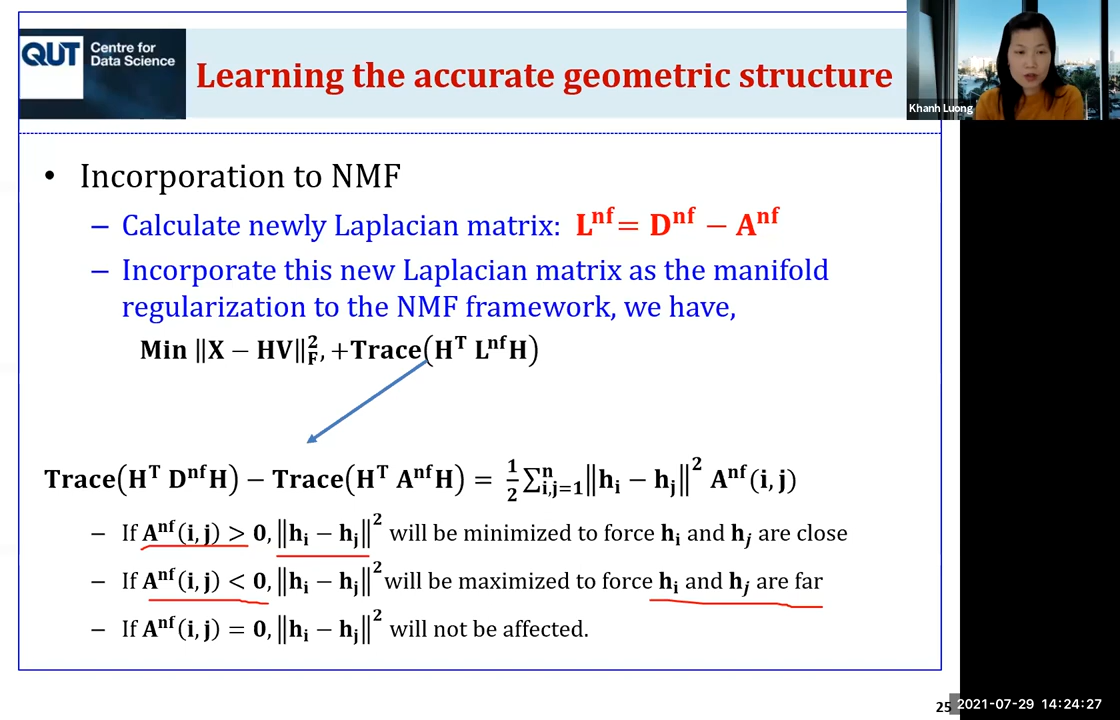 QUT
Centre for
Data Science
Learning the accurate geometric structure
Khanh Luong
• Incorporation to NMF
– Calculate newly Laplacian matrix: Lⁿᶠ= Dⁿᶠ − Aⁿᶠ
– Incorporate this new Laplacian matrix as the manifold
regularization to the NMF framework, we have,
Min ‖X − HV‖²_F, +Trace(Hᵀ LⁿᶠH)
Trace(Hᵀ DⁿᶠH) − Trace(Hᵀ AⁿᶠH) = ½ ∑ⁿᵢ,ⱼ₌₁‖hᵢ − hⱼ‖² Aⁿᶠ(i, j)
– If Aⁿᶠ(i, j) > 0, ‖hᵢ − hⱼ‖² will be minimized to force hᵢ and hⱼ are close
– If Aⁿᶠ(i, j) < 0, ‖hᵢ − hⱼ‖² will be maximized to force hᵢ and hⱼ are far
– If Aⁿᶠ(i, j) = 0, ‖hᵢ − hⱼ‖² will not be affected.
25
2021-07-29 14:24:27